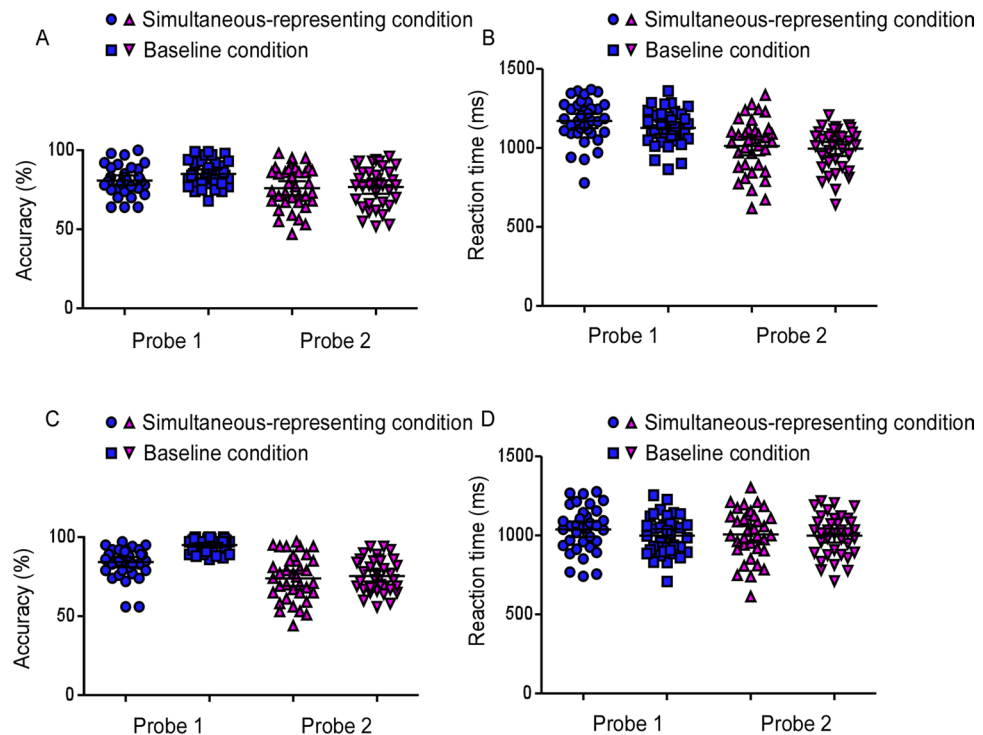 A
Simultaneous-representing condition
Baseline condition
Accuracy (%)
100
50
0
Probe 1
Probe 2
B
Simultaneous-representing condition
Baseline condition
Reaction time (ms)
1500
1000
500
0
Probe 1
Probe 2
C
Simultaneous-representing condition
Baseline condition
Accuracy (%)
100
50
0
Probe 1
Probe 2
D
Simultaneous-representing condition
Baseline condition
Reaction time (ms)
1500
1000
500
0
Probe 1
Probe 2